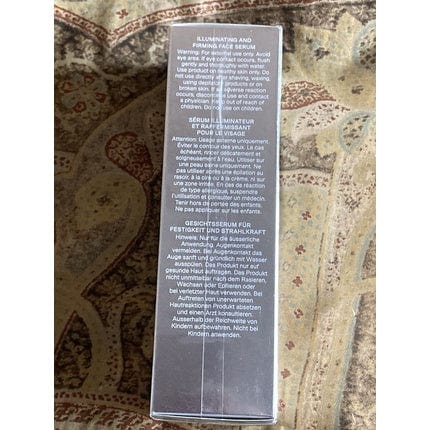 ILLUMINATING AND
FIRMING FACE SERUM
Warning: For external use only. Avoid
eye area. If eye contact occurs, flush
gently and thoroughly with water.
Use product on healthy skin only. Do
not use directly after shaving, waxing,
using depilatory products or on
broken skin. If an adverse reaction
occurs, discontinue use and contact
a physician. Keep out of reach of
children. Do not use on children.
SÉRUM ILLUMINATEUR
ET RAFFERMISSANT
POUR LE VISAGE
Attention: Usage externe uniquement.
Éviter le contour des yeux. Le cas
échéant, rincer délicatement et
soigneusement à l'eau. Utiliser sur
une peau saine uniquement. Ne
pas utiliser après une épilation au
rasoir, à la cire ou à la crème, ni sur
une zone irritée. En cas de réaction
de type allergique, suspendre
l'utilisation et consulter un médecin.
Tenir hors de portée des enfants.
Ne pas appliquer sur les enfants.
GESICHTSSERUM FÜR
FESTIGKEIT UND STRAHLKRAFT
Hinweis: Nur für die äusserliche
Anwendung. Augenkontakt
vermeiden. Bei Augenkontakt das
Auge sanft und gründlich mit Wasser
ausspülen. Das Produkt nur auf
gesunde Haut auftragen. Das Produkt
nicht unmittelbar nach dem Rasieren,
Wachsen oder Epilieren oder
bei verletzter Haut verwenden. Bei
Auftreten von unerwarteten
Hautreaktionen Produkt absetzen
und einen Arzt konsultieren.
Ausserhalb der Reichweite von
Kindern aufbewahren. Nicht bei
Kindern anwenden.